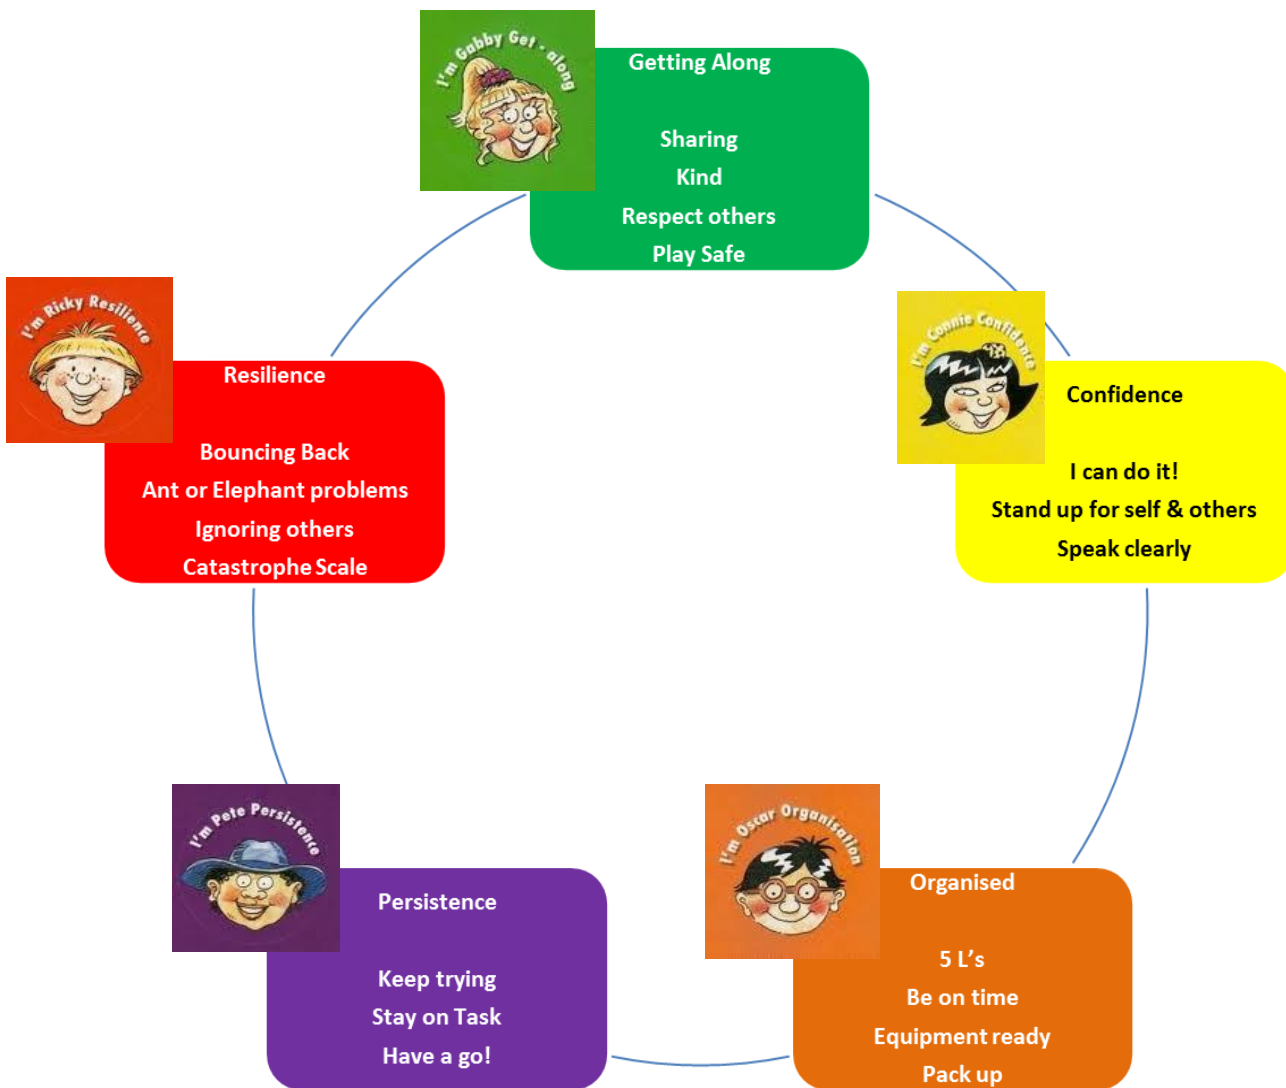 I'm Gabby Get - along
Getting Along
Sharing
Kind
Respect others
Play Safe
I'm Connie Confidence
Confidence
I can do it!
Stand up for self & others
Speak clearly
I'm Oscar Organisation
Organised
5 L's
Be on time
Equipment ready
Pack up
I'm Pete Persistence
Persistence
Keep trying
Stay on Task
Have a go!
I'm Ricky Resilience
Resilience
Bouncing Back
Ant or Elephant problems
Ignoring others
Catastrophe Scale